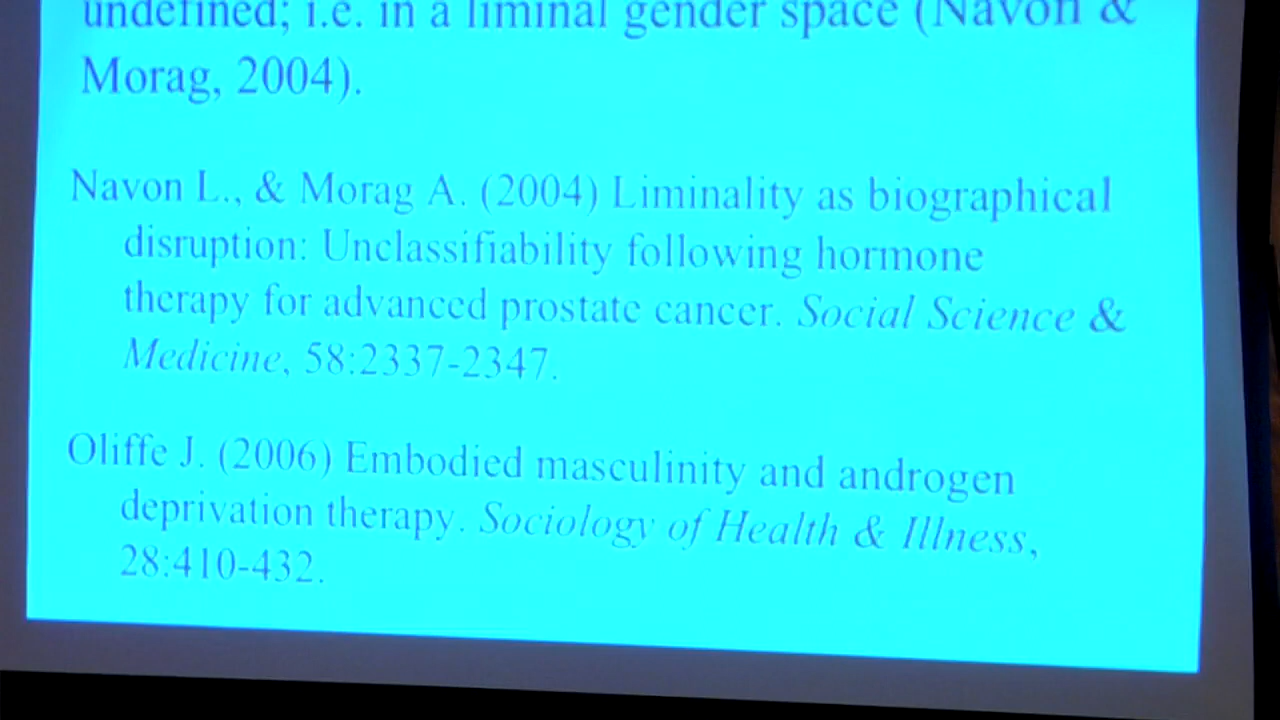 undefined; i.e. in a liminal gender space (Navon &
Morag, 2004).
Navon L., & Morag A. (2004) Liminality as biographical
disruption: Unclassifiability following hormone
therapy for advanced prostate cancer. Social Science &
Medicine, 58:2337-2347.
Oliffe J. (2006) Embodied masculinity and androgen
deprivation therapy. Sociology of Health & Illness,
28:410-432.